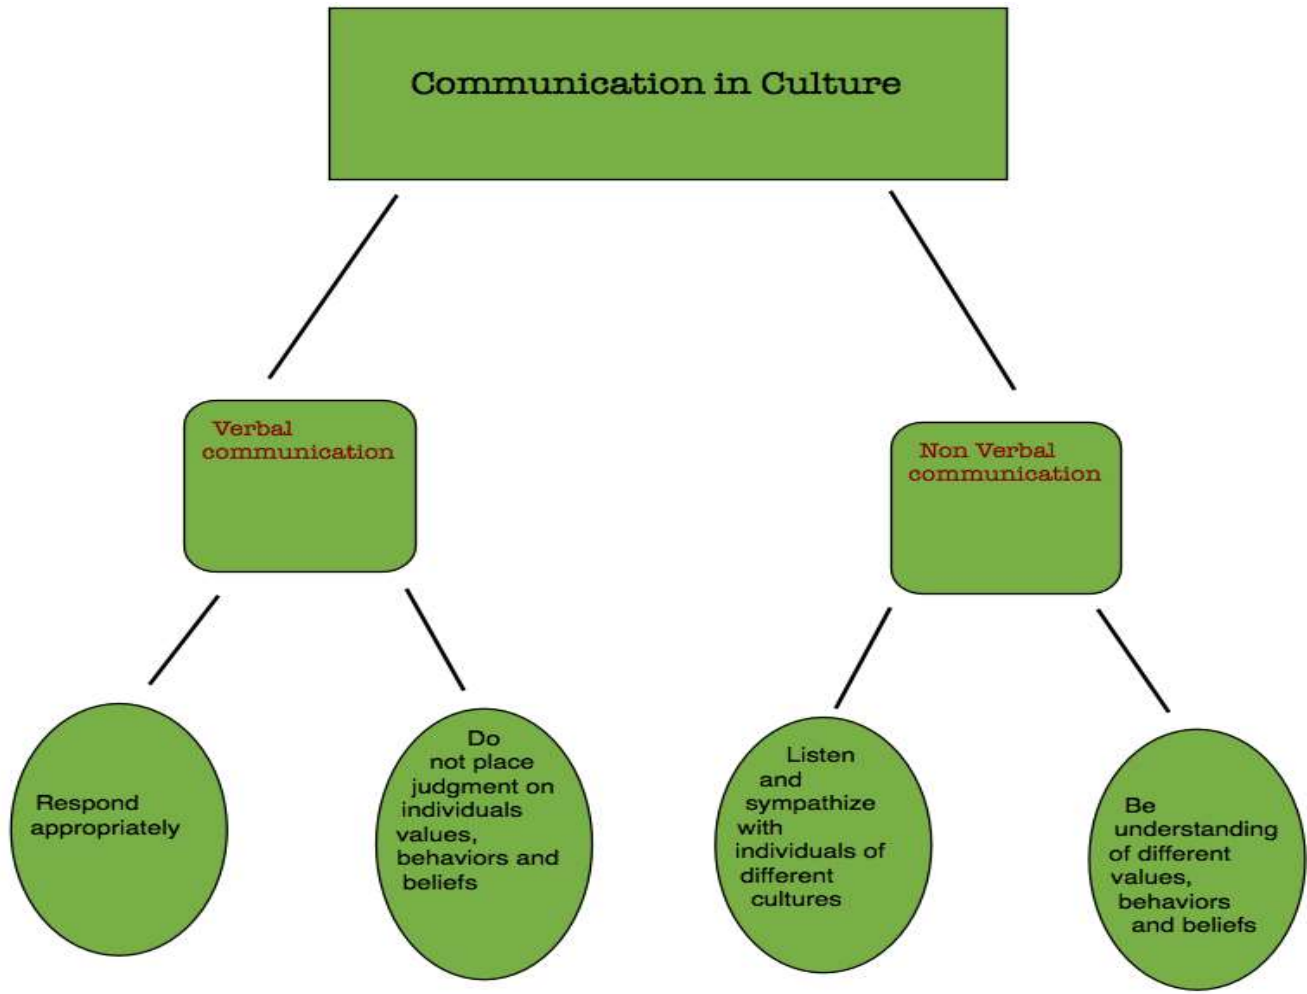 Communication in Culture
Verbal
communication
Non Verbal
communication
Respond
appropriately
Do
not place
judgment on
individuals
values,
behaviors and
beliefs
Listen
and
sympathize
with
individuals of
different
cultures
Be
understanding
of different
values,
behaviors
and beliefs